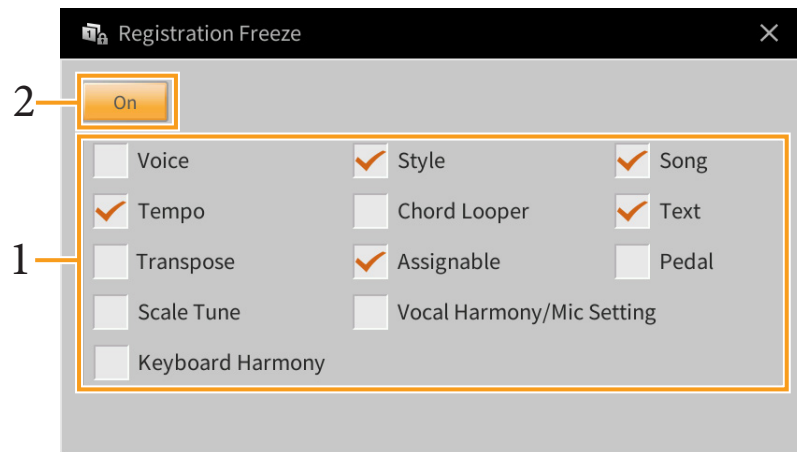 Registration Freeze
2
On
Voice Style Song
Tempo Chord Looper Text
1
Transpose Assignable Pedal
Scale Tune Vocal Harmony/Mic Setting
Keyboard Harmony